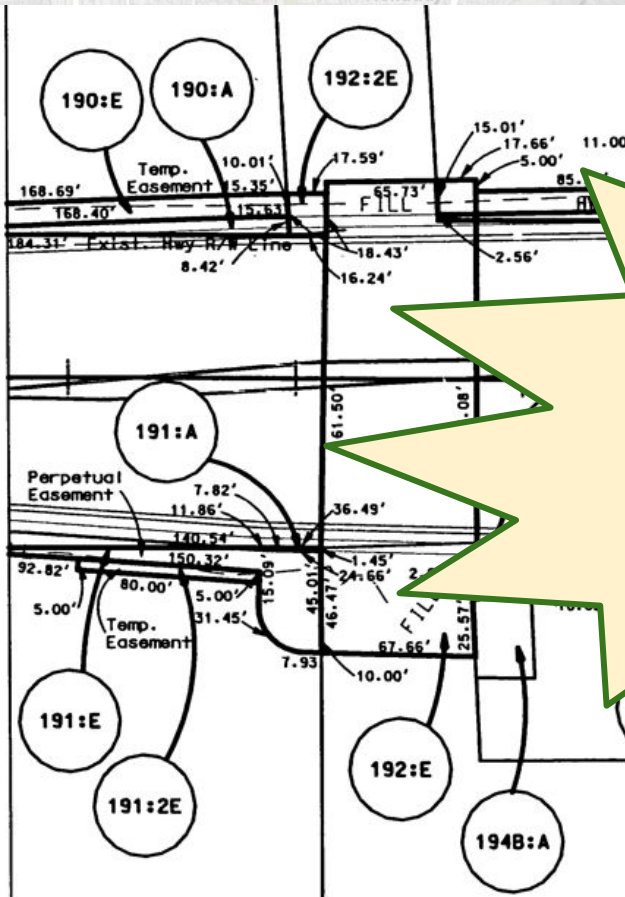 190:E
190:A
192:2E
15.01'
17.66'
11.00
5.00'
10.01'
17.59'
Temp.
Easement
168.69'
15.35'
65.73'
85.
168.40'
15.63
FILL
184.31'
Exist. Hwy R/W Line
18.43'
2.56'
8.42'
16.24'
61.50'
.08'
191:A
Perpetual
Easement
7.82'
36.49'
11.86'
140.54'
1.45'
150.32'
24.66'
92.82'
15.09'
45.01'
46.47'
5.00'
80.00'
5.00'
Temp.
Easement
31.45'
FILL
25.57'
67.66'
7.93
10.00'
191:E
192:E
191:2E
194B:A